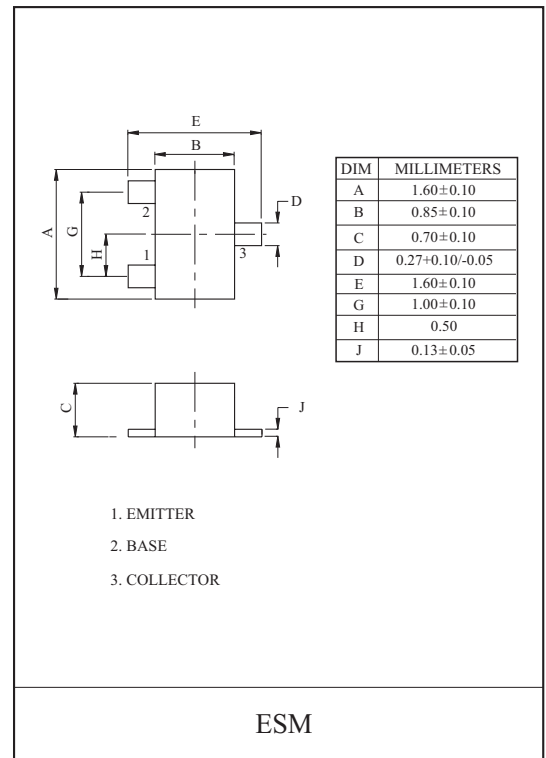 E
B
A
G
H
2
1
D
3
DIM MILLIMETERS
A 1.60±0.10
B 0.85±0.10
C 0.70±0.10
D 0.27+0.10/-0.05
E 1.60±0.10
G 1.00±0.10
H 0.50
J 0.13±0.05
C
J
1. EMITTER
2. BASE
3. COLLECTOR
ESM